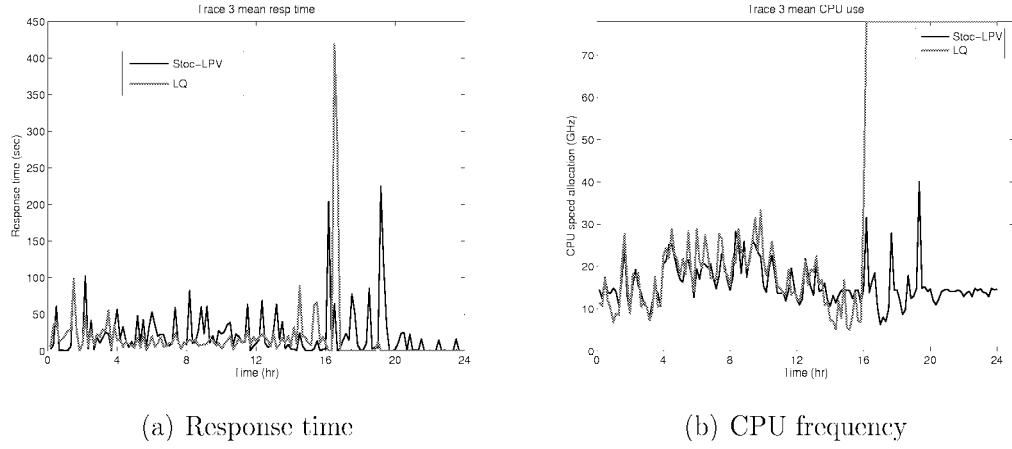 Trace 3 mean resp time
450
400
350
300
250
200
150
100
50
0
Response time (sec)
Stoc-LPV
LQ
0
4
8
12
16
20
24
Time (hr)
(a) Response time
Trace 3 mean CPU use
70
60
50
40
30
20
10
0
CPU speed allocation (GHz)
Stoc-LPV
LQ
0
4
8
12
16
20
24
Time (hr)
(b) CPU frequency